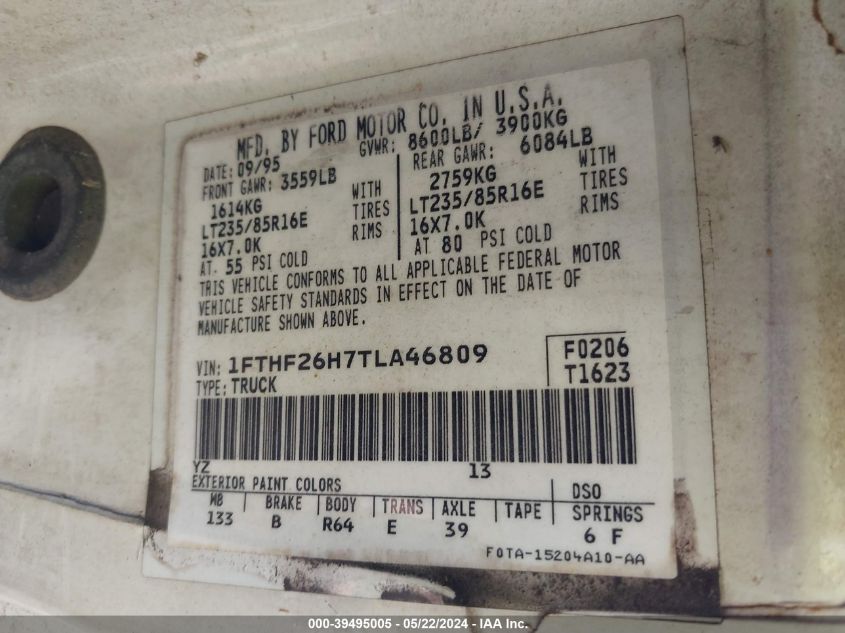 MFD. BY FORD MOTOR CO. IN U.S.A.
DATE: 09/95
GVWR: 8600LB/ 3900KG
FRONT GAWR: 3559LB
1614KG WITH
LT235/85R16E TIRES
16X7.0K RIMS
AT 55 PSI COLD
REAR GAWR: 6084LB
2759KG WITH
LT235/85R16E TIRES
16X7.0K RIMS
AT 80 PSI COLD
THIS VEHICLE CONFORMS TO ALL APPLICABLE FEDERAL MOTOR
VEHICLE SAFETY STANDARDS IN EFFECT ON THE DATE OF
MANUFACTURE SHOWN ABOVE.
VIN: 1FTHF26H7TLA46809
TYPE: TRUCK
F0206
T1623
YZ 13
EXTERIOR PAINT COLORS DSO
WB BRAKE BODY TRANS AXLE TAPE SPRINGS
133 B R64 E 39 6 F
F0TA-15204A10-AA
000-39495005 - 05/22/2024 - IAA Inc.